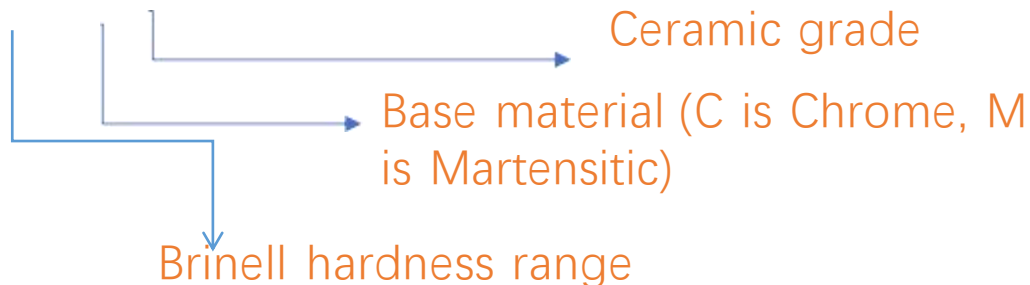 Ceramic grade
Base material (C is Chrome, M
is Martensitic)
Brinell hardness range